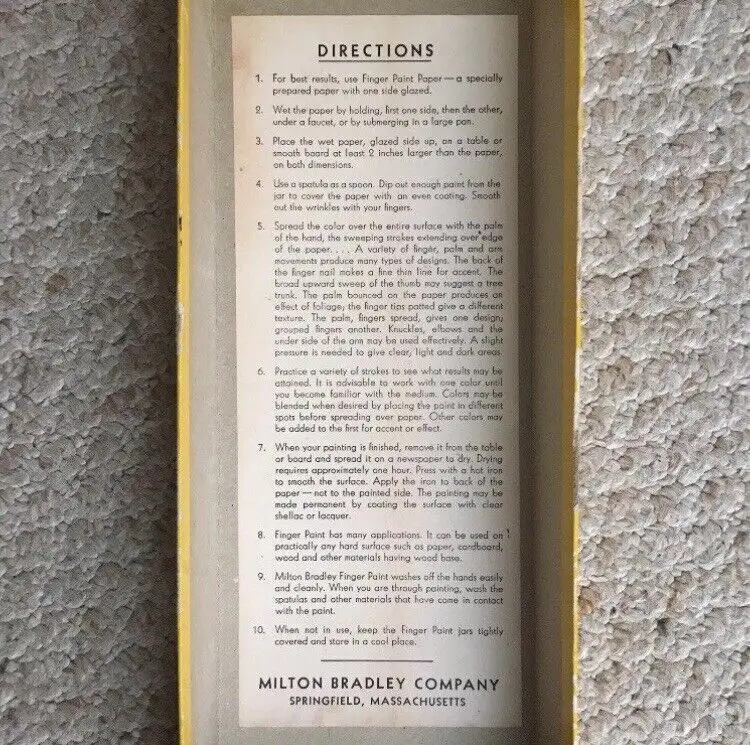 DIRECTIONS
1. For best results, use Finger Paint Paper — a specially
prepared paper with one side glazed.
2. Wet the paper by holding, first one side, then the other,
under a faucet, or by submerging in a large pan.
3. Place the wet paper, glazed side up, on a table or
smooth board at least 2 inches larger than the paper,
on both dimensions.
4. Use a spatula as a spoon. Dip out enough paint from the
jar to cover the paper with an even coating. Smooth
out the wrinkles with your fingers.
5. Spread the color over the entire surface with the palm
of the hand, the sweeping strokes extending over edge
of the paper. . . . A variety of finger, palm and arm
movements produce many types of designs. The back of
the finger nail makes a fine thin line for accent. The
broad upward sweep of the thumb may suggest a tree
trunk. The palm bounced on the paper produces an
effect of foliage; the finger tips patted give a different
texture. The palm, fingers spread, gives one design;
grouped fingers another. Knuckles, elbows and the
under side of the arm may be used effectively. A slight
pressure is needed to give clear, light and dark areas.
6. Practice a variety of strokes to see what results may be
attained. It is advisable to work with one color until
you become familiar with the medium. Colors may be
blended when desired by placing the paint in different
spots before spreading over paper. Other colors may
be added to the first for accent or effect.
7. When your painting is finished, remove it from the table
or board and spread it on a newspaper to dry. Drying
requires approximately one hour. Press with a hot iron
to smooth the surface. Apply the iron to back of the
paper — not to the painted side. The painting may be
made permanent by coating the surface with clear
shellac or lacquer.
8. Finger Paint has many applications. It can be used on
practically any hard surface such as paper, cardboard,
wood and other materials having wood base.
9. Milton Bradley Finger Paint washes off the hands easily
and cleanly. When you are through painting, wash the
spatulas and other materials that have come in contact
with the paint.
10. When not in use, keep the Finger Paint jars tightly
covered and store in a cool place.
MILTON BRADLEY COMPANY
SPRINGFIELD, MASSACHUSETTS